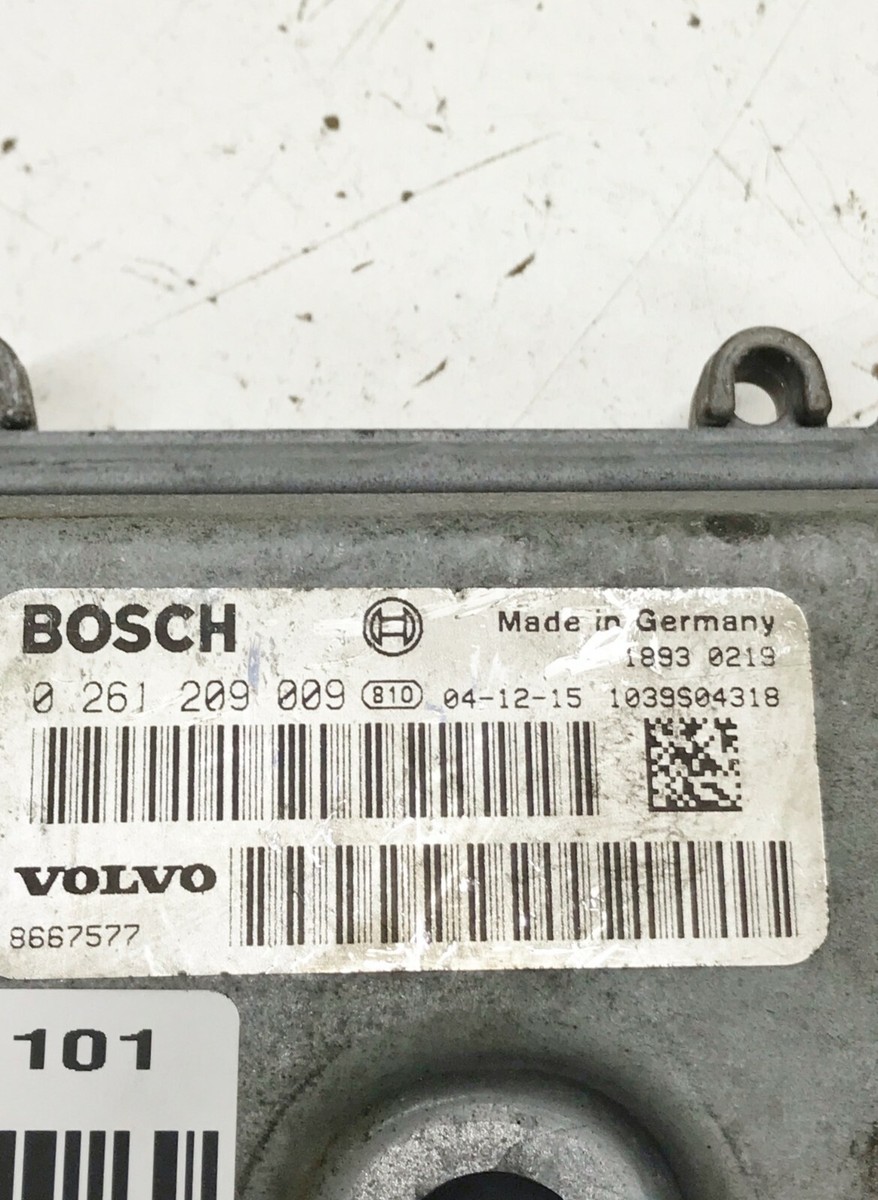 BOSCH Made in Germany
1893 0219
0 261 209 009 810 04-12-15 1039S04318
VOLVO
8667577
101